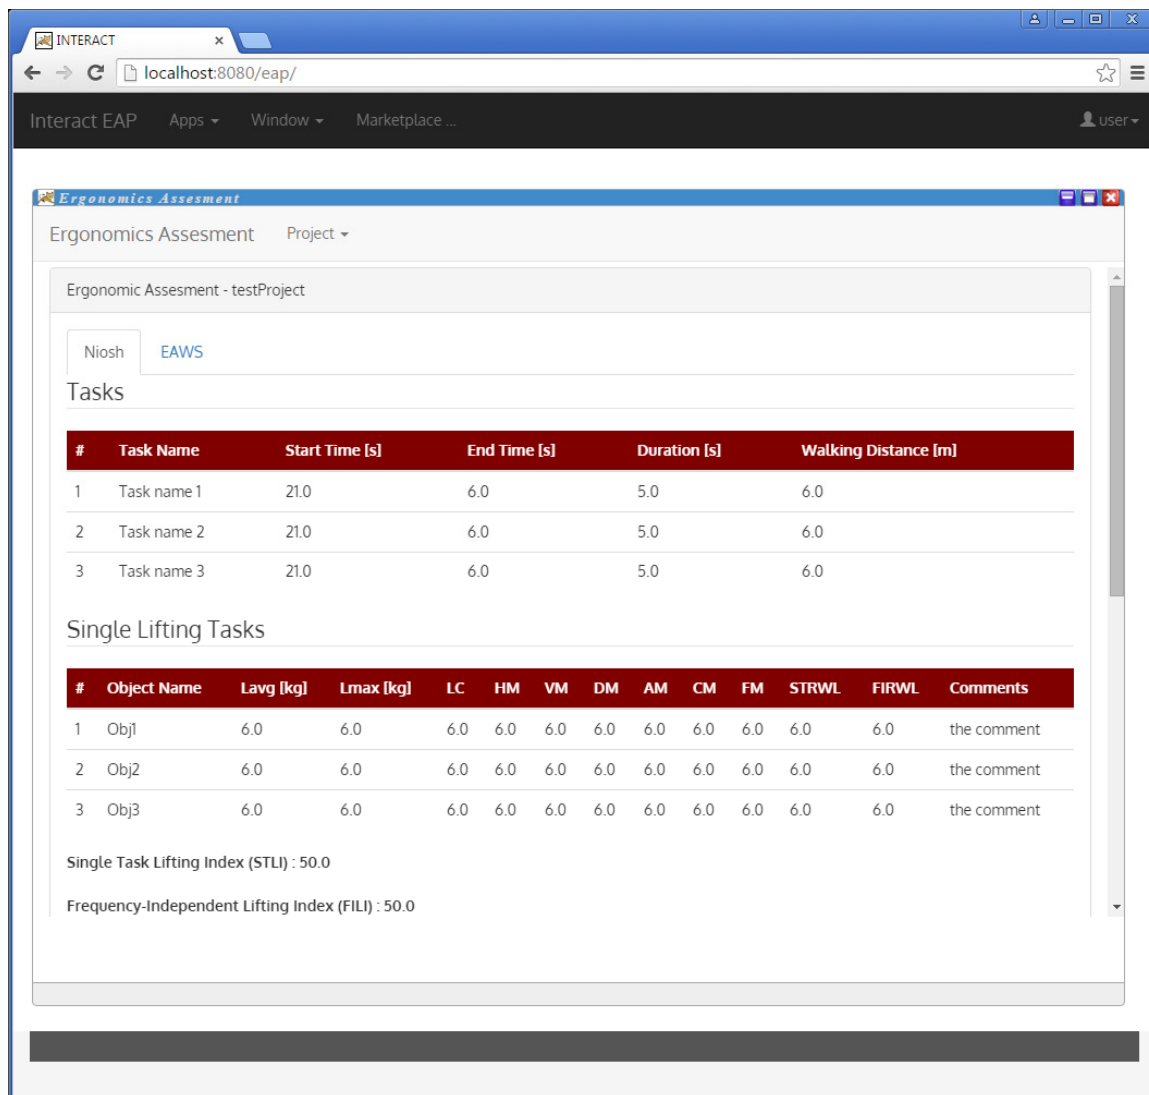 INTERACT
localhost:8080/eap/
Interact EAP Apps Window Marketplace ... user
Ergonomics Assesment
Ergonomics Assesment Project
Ergonomic Assesment - testProject
Niosh EAWS
Tasks
# Task Name Start Time [s] End Time [s] Duration [s] Walking Distance [m]
1 Task name 1 21.0 6.0 5.0 6.0
2 Task name 2 21.0 6.0 5.0 6.0
3 Task name 3 21.0 6.0 5.0 6.0
Single Lifting Tasks
# Object Name Lavg [kg] Lmax [kg] LC HM VM DM AM CM FM STRWL FIRWL Comments
1 Obj1 6.0 6.0 6.0 6.0 6.0 6.0 6.0 6.0 6.0 6.0 6.0 the comment
2 Obj2 6.0 6.0 6.0 6.0 6.0 6.0 6.0 6.0 6.0 6.0 6.0 the comment
3 Obj3 6.0 6.0 6.0 6.0 6.0 6.0 6.0 6.0 6.0 6.0 6.0 the comment
Single Task Lifting Index (STLI) : 50.0
Frequency-Independent Lifting Index (FILI) : 50.0